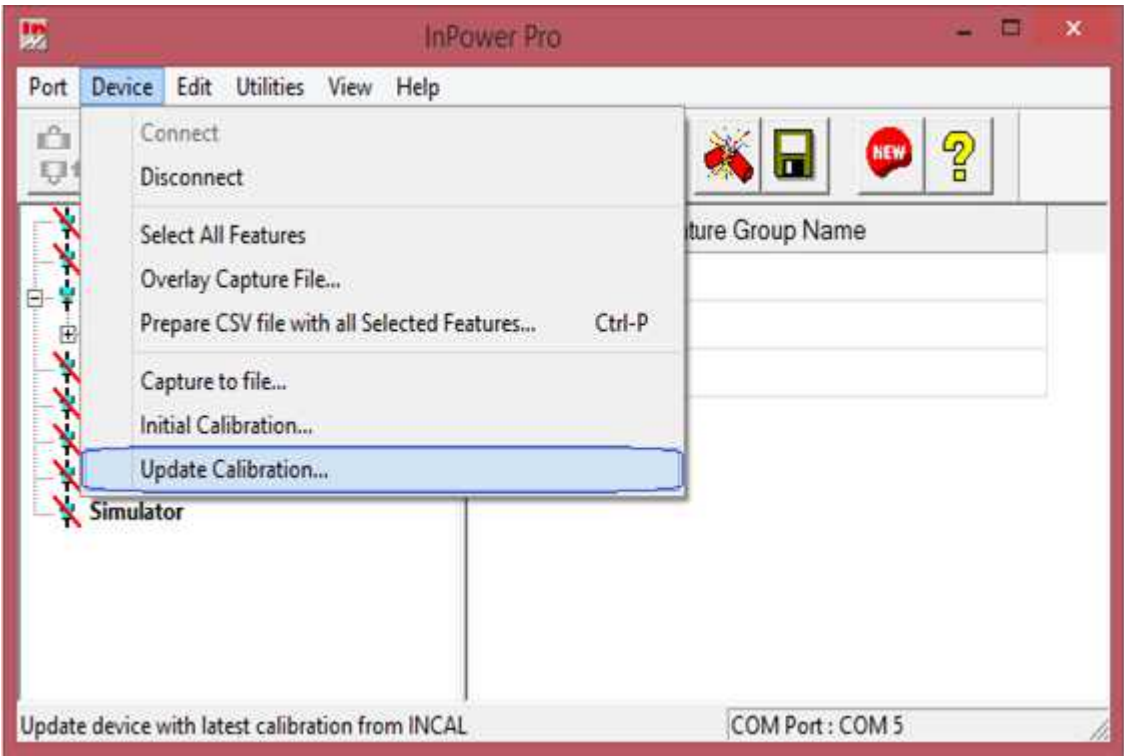 InPower Pro
Port Device Edit Utilities View Help
Connect
Disconnect
NEW
Select All Features
ture Group Name
Overlay Capture File...
Prepare CSV file with all Selected Features... Ctrl-P
Capture to file...
Initial Calibration...
Update Calibration...
Simulator
Update device with latest calibration from INCAL COM Port : COM 5